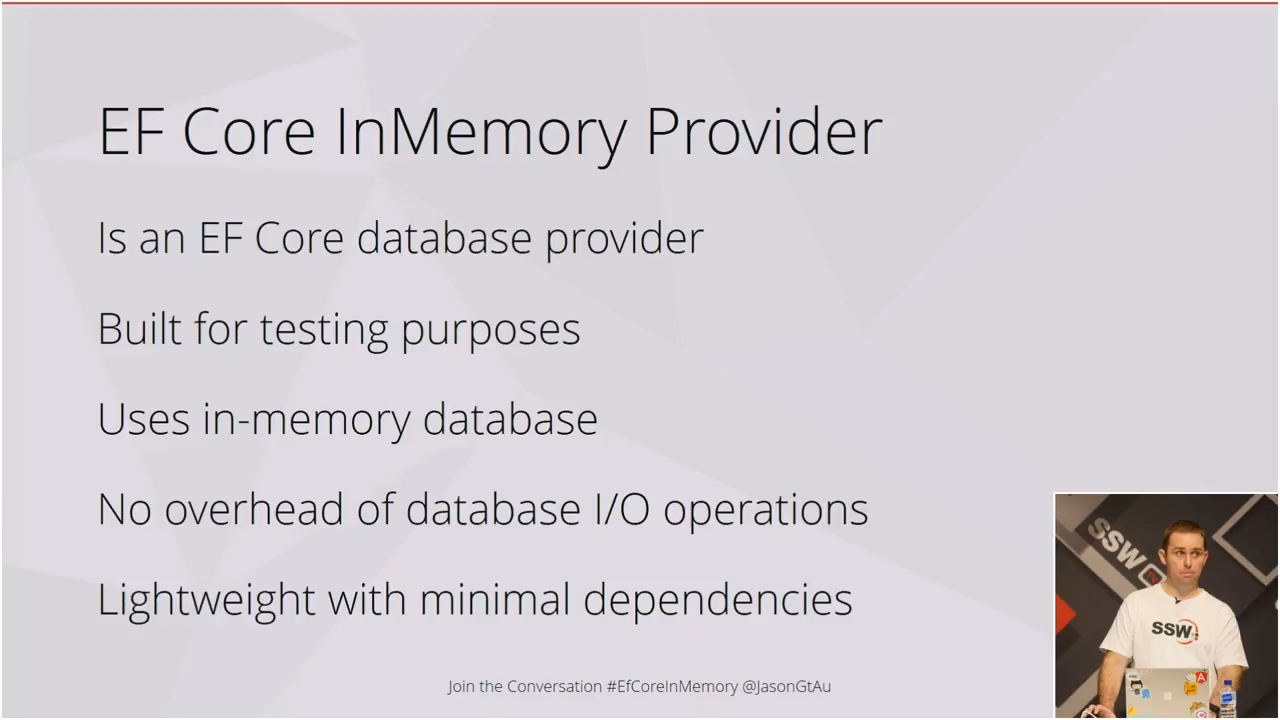 EF Core InMemory Provider
Is an EF Core database provider
Built for testing purposes
Uses in-memory database
No overhead of database I/O operations
Lightweight with minimal dependencies
Join the Conversation #EfCoreInMemory @JasonGtAu
SSW
SSW